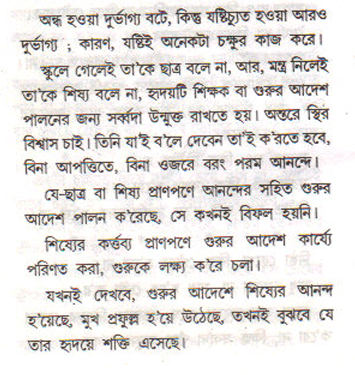 অন্ধ হওয়া দুর্ভাগ্য বটে, কিন্তু যষ্টিচ্যুত হওয়া আরও
দুর্ভাগ্য ; কারণ, যষ্টিই অনেকটা চক্ষুর কাজ করে।
স্কুলে গেলেই তা'কে ছাত্র বলে না, আর, মন্ত্র নিলেই
তা'কে শিষ্য বলে না, হৃদয়টি শিক্ষক বা গুরুর আদেশ
পালনের জন্য সর্ব্বদা উন্মুক্ত রাখতে হয়। অন্তরে স্থির
বিশ্বাস চাই। তিনি যা'ই ব'লে দেবেন তা'ই ক'রতে হবে,
বিনা আপত্তিতে, বিনা ওজরে বরং পরম আনন্দে।
যে-ছাত্র বা শিষ্য প্রাণপণে আনন্দের সহিত গুরুর
আদেশ পালন ক'রেছে, সে কখনই বিফল হয়নি।
শিষ্যের কর্ত্তব্য প্রাণপণে গুরুর আদেশ কার্য্যে
পরিণত করা, গুরুকে লক্ষ্য ক'রে চলা।
যখনই দেখবে, গুরুর আদেশে শিষ্যের আনন্দ
হ'য়েছে, মুখ প্রফুল্ল হ'য়ে উঠেছে, তখনই বুঝবে যে
তার হৃদয়ে শক্তি এসেছে।